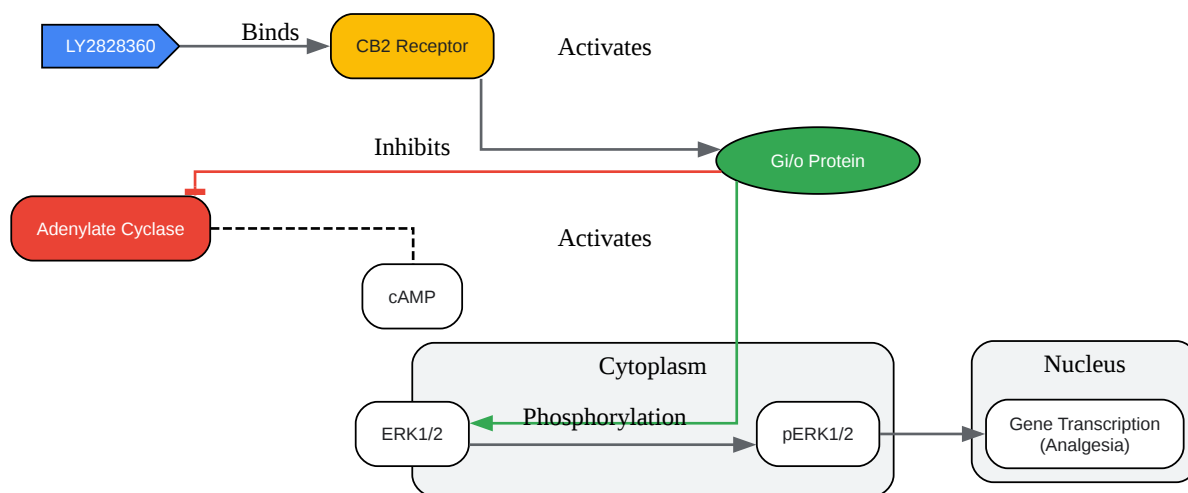 LY2828360
Binds
CB2 Receptor
Activates
Inhibits
Gi/o Protein
Adenylate Cyclase
Activates
cAMP
Cytoplasm
Nucleus
ERK1/2
Phosphorylation
pERK1/2
Gene Transcription
(Analgesia)